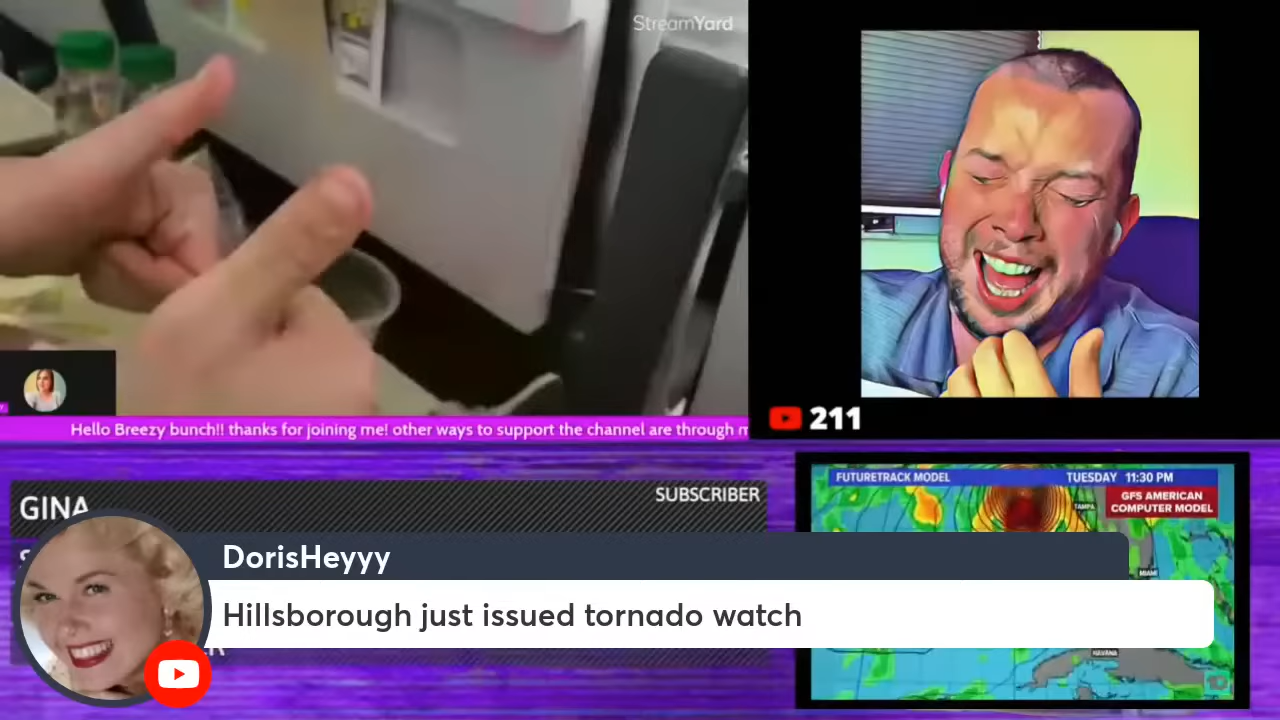 StreamYard
Hello Breezy bunch!! thanks for joining me! other ways to support the channel are through m
211
GINA
SUBSCRIBER
FUTURETRACK MODEL
TUESDAY 11:30 PM
GFS AMERICAN
COMPUTER MODEL
TAMPA
MIAMI
DorisHeyyy
Hillsborough just issued tornado watch
HAVANA
10